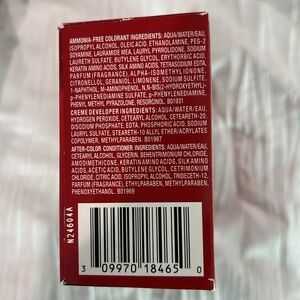 AMMONIA-FREE COLORANT INGREDIENTS: AQUA/WATER/EAU,
ISOPROPYL ALCOHOL, OLEIC ACID, ETHANOLAMINE, PEG-2
SOYAMINE, LAURAMIDE MEA, LAURYL PYRROLIDONE, SODIUM
LAURETH SULFATE, BUTYLENE GLYCOL, ERYTHORBIC ACID,
KERATIN AMINO ACIDS, SILK AMINO ACIDS, TETRASODIUM EDTA,
PARFUM (FRAGRANCE), ALPHA-ISOMETHYL IONONE,
CITRONELLOL, GERANIOL, LIMONENE, SODIUM SULFITE,
1-NAPHTHOL, M-AMINOPHENOL, N,N-BIS(2-HYDROXYETHYL)-
p-PHENYLENEDIAMINE SULFATE, p-PHENYLENEDIAMINE,
PHENYL METHYL PYRAZOLONE, RESORCINOL. B01931
CREME DEVELOPER INGREDIENTS: AQUA/WATER/EAU,
HYDROGEN PEROXIDE, CETEARYL ALCOHOL, CETEARETH-20,
DISODIUM PHOSPHATE, EDTA, PHOSPHORIC ACID, SODIUM
LAURYL SULFATE, STEARETH-10 ALLYL ETHER/ACRYLATES
COPOLYMER, METHYLPARABEN. B01967
AFTER-COLOR CONDITIONER INGREDIENTS: AQUA/WATER/EAU,
CETEARYL ALCOHOL, GLYCERIN, BEHENTRIMONIUM CHLORIDE,
AMODIMETHICONE, KERATIN AMINO ACIDS, SILK AMINO
ACIDS, ACETIC ACID, BUTYLENE GLYCOL, CETRIMONIUM
CHLORIDE, CITRIC ACID, ISOPROPYL ALCOHOL, TRIDECETH-12,
PARFUM (FRAGRANCE), ETHYLPARABEN, METHYLPARABEN,
PHENOXYETHANOL. B01969
N24604A
3 09970 18465 0